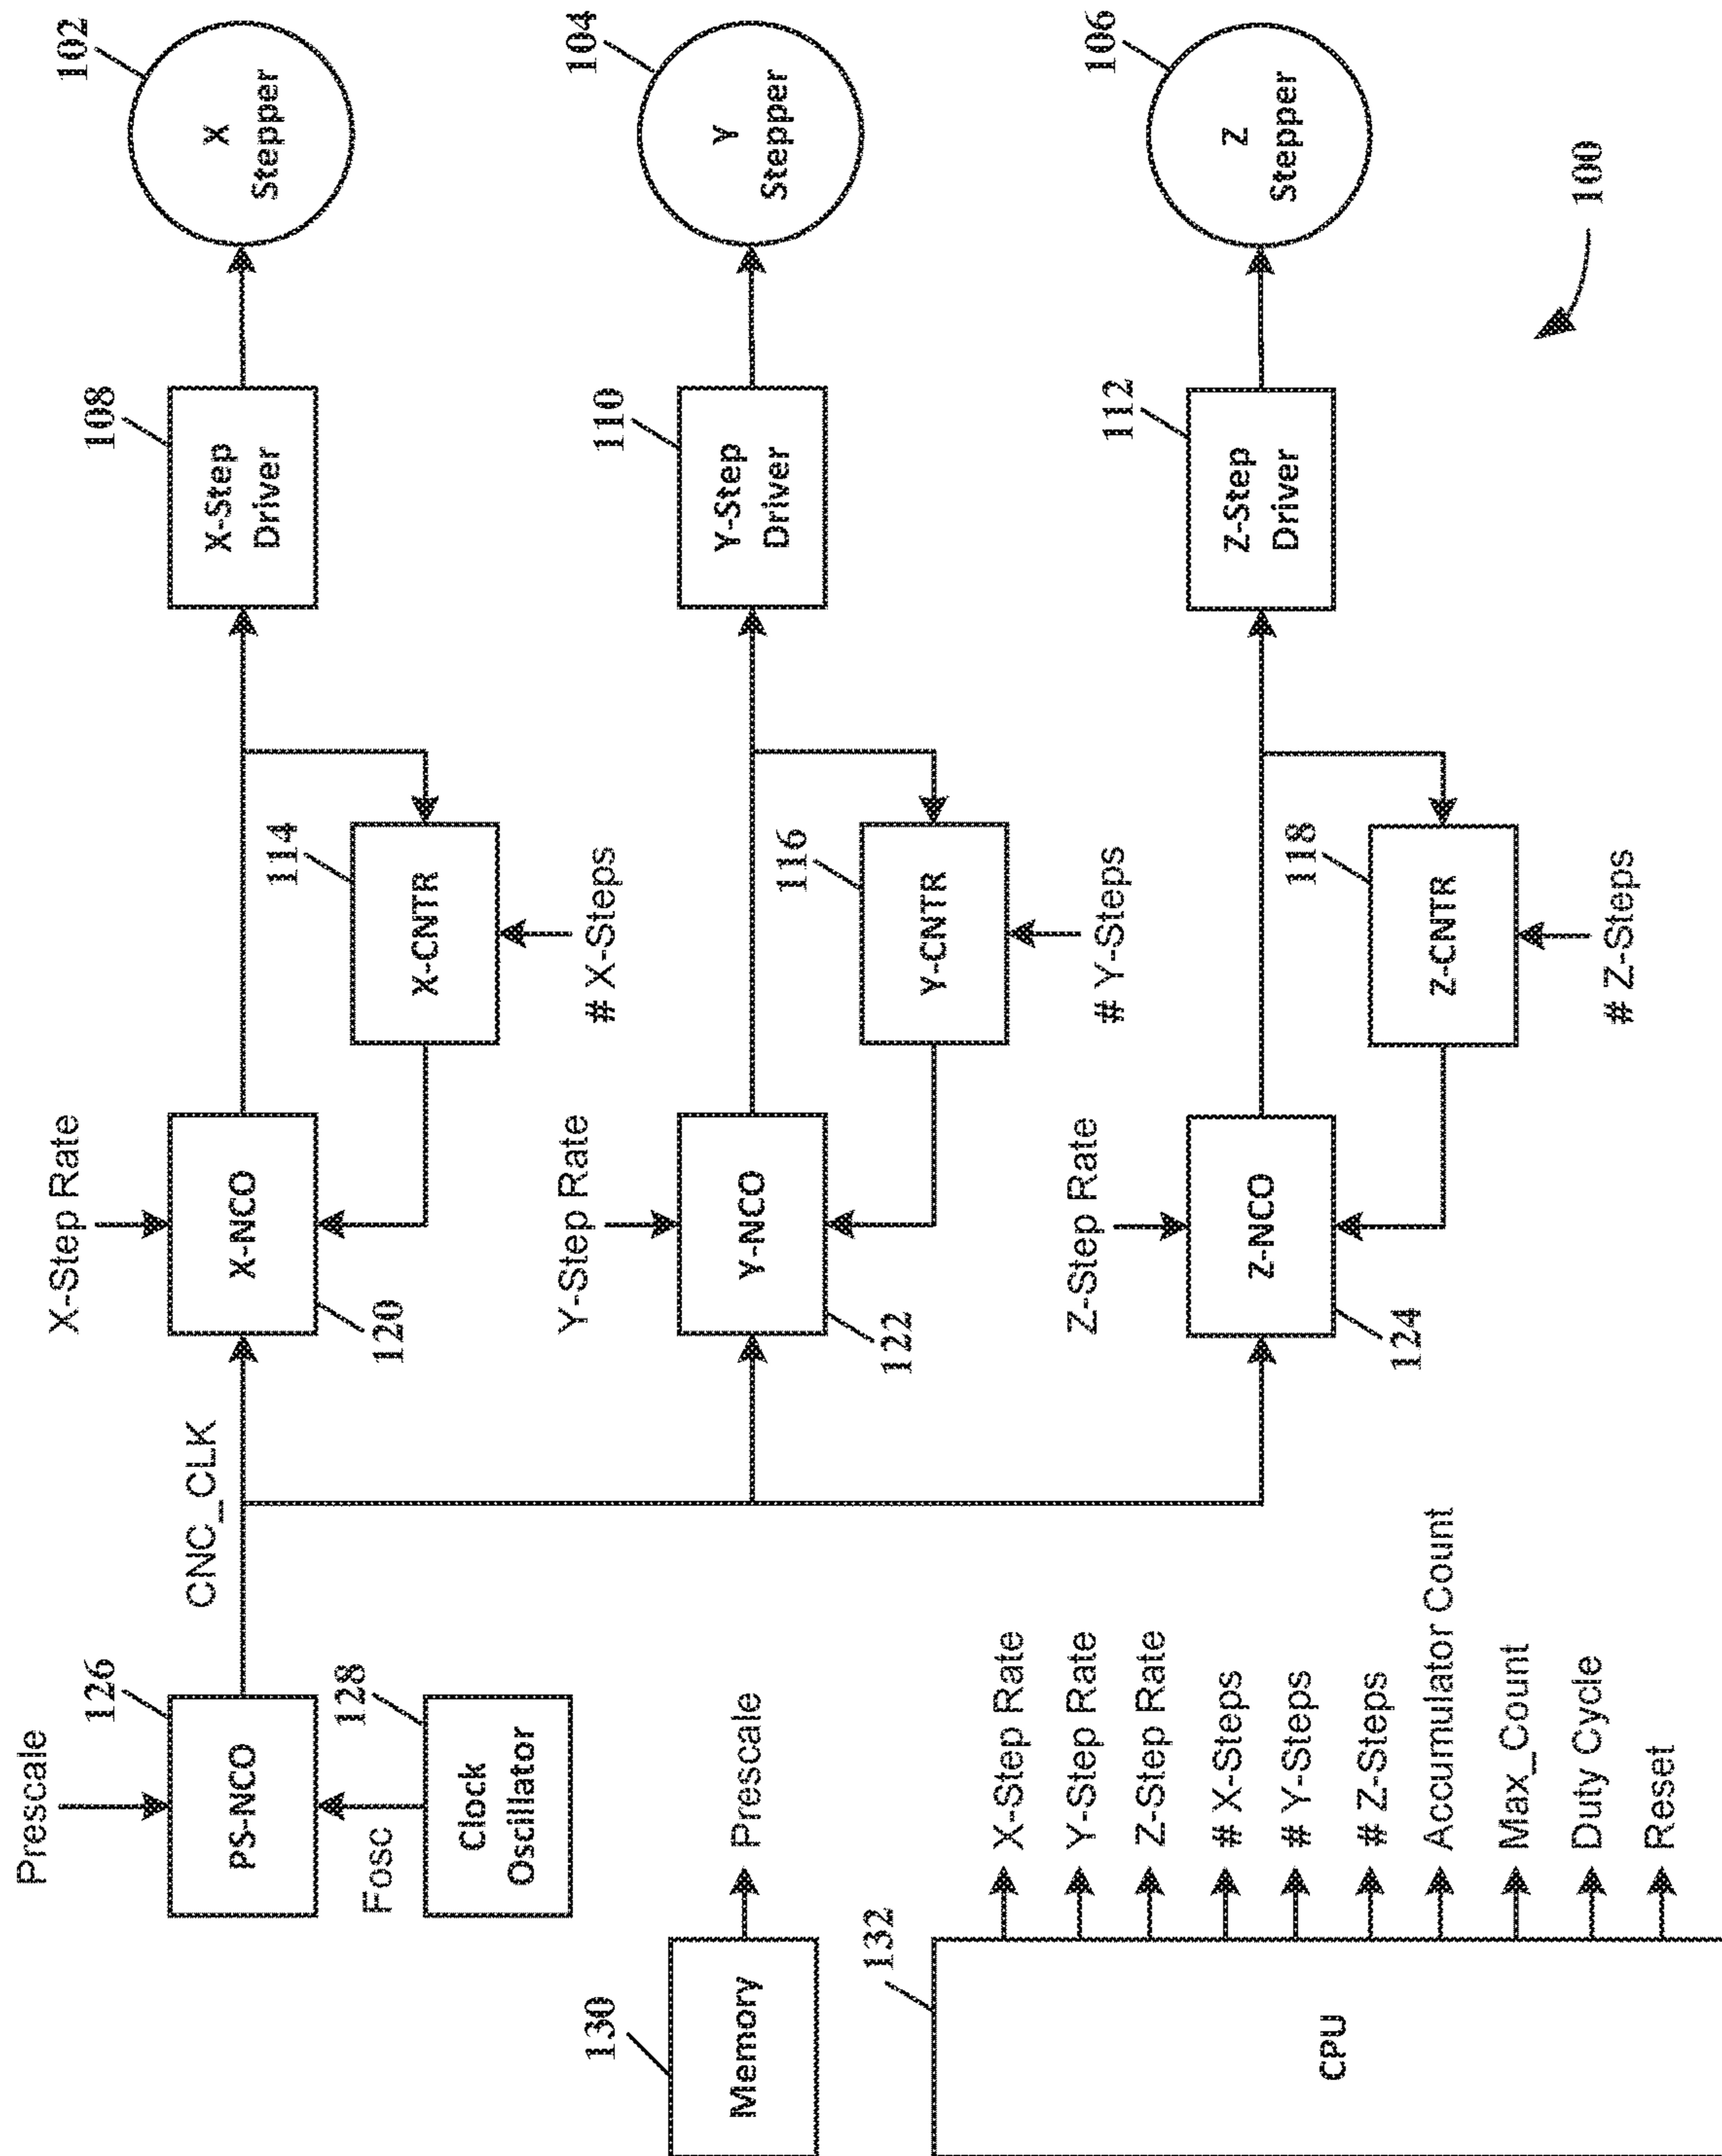 Prescale
126
PS-NCO
Fosc
128
Clock
Oscillator
CNC_CLK
X-Step Rate
X-NCO
120
114
X-CNTR
# X-Steps
108
X-Step
Driver
102
X
Stepper
Y-Step Rate
Y-NCO
122
116
Y-CNTR
# Y-Steps
110
Y-Step
Driver
104
Y
Stepper
Z-Step Rate
Z-NCO
124
118
Z-CNTR
# Z-Steps
112
Z-Step
Driver
106
Z
Stepper
130
Memory
Prescale
132
CPU
X-Step Rate
Y-Step Rate
Z-Step Rate
# X-Steps
# Y-Steps
# Z-Steps
Accumulator Count
Max_Count
Duty Cycle
Reset
100